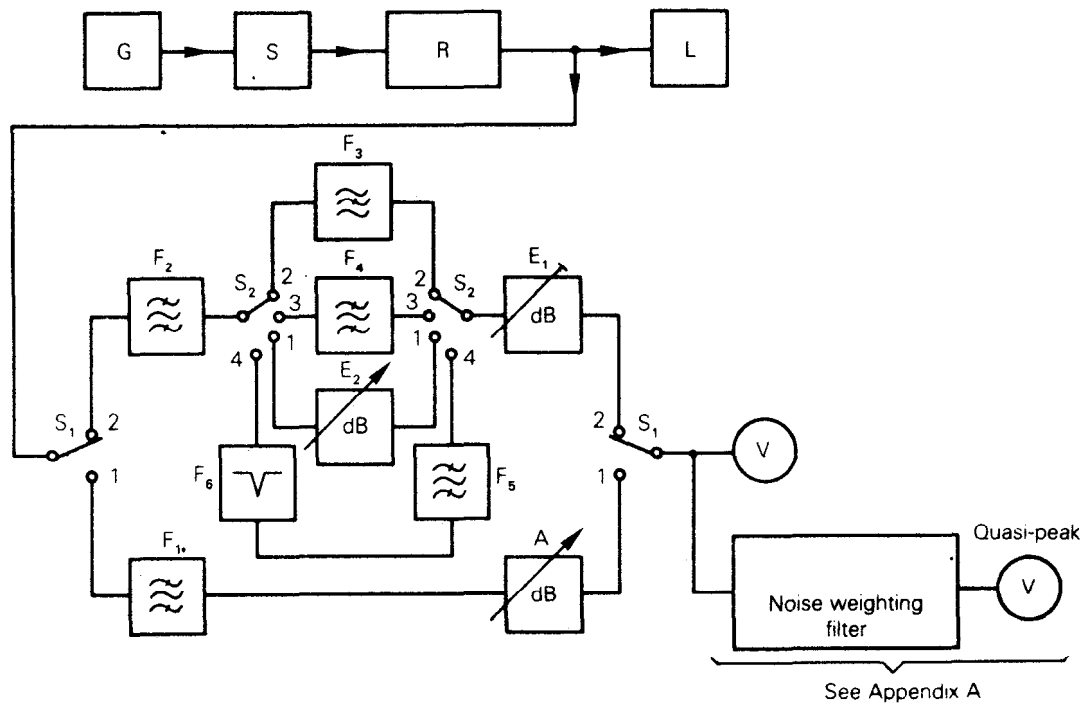 G
S
R
L
F3
F2
S2
2
F4
2
S2
E1
3
3
dB
1
1
4
4
E2
S1
2
dB
2
S1
V
1
F6
F5
1
F1
A
dB
Quasi-peak
V
Noise weighting
filter
See Appendix A